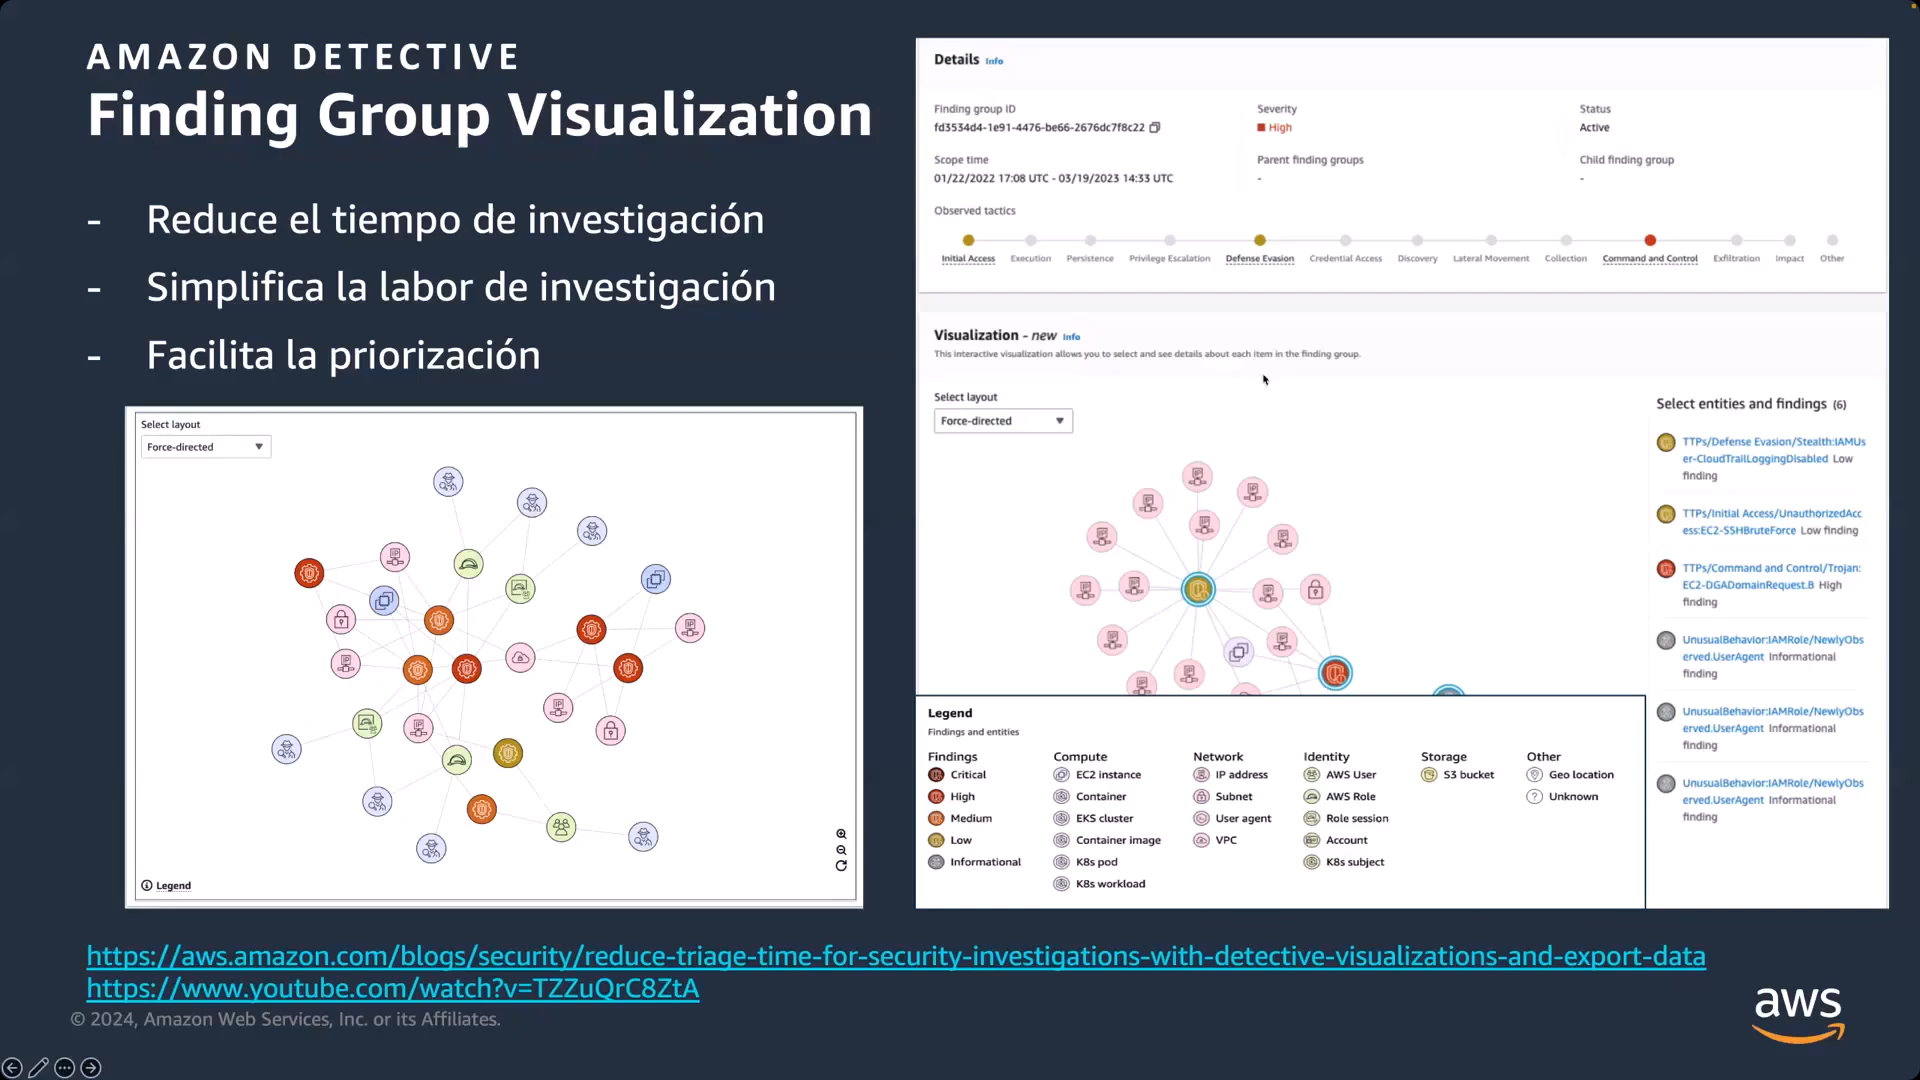 AMAZON DETECTIVE
Finding Group Visualization
- Reduce el tiempo de investigación
- Simplifica la labor de investigación
- Facilita la priorización
Select layout
Force-directed
Legend
Details Info
Finding group ID
fd3534d4-1e91-4476-be66-2676dc7f8c22
Severity
High
Status
Active
Scope time
01/22/2022 17:08 UTC - 03/19/2023 14:33 UTC
Parent finding groups
-
Child finding group
-
Observed tactics
Initial Access
Execution
Persistence
Privilege Escalation
Defense Evasion
Credential Access
Discovery
Lateral Movement
Collection
Command and Control
Exfiltration
Impact
Other
Visualization - new Info
This interactive visualization allows you to select and see details about each item in the finding group.
Select layout
Force-directed
Select entities and findings (6)
TTPs/Defense Evasion/Stealth:IAMUs
er-CloudTrailLoggingDisabled Low
finding
TTPs/Initial Access/UnauthorizedAcc
ess:EC2-SSHBruteForce Low finding
TTPs/Command and Control/Trojan:
EC2-DGADomainRequest.B High
finding
UnusualBehavior:IAMRole/NewlyObs
erved.UserAgent Informational
finding
UnusualBehavior:IAMRole/NewlyObs
erved.UserAgent Informational
finding
UnusualBehavior:IAMRole/NewlyObs
erved.UserAgent Informational
finding
Legend
Findings and entities
Findings
Critical
High
Medium
Low
Informational
Compute
EC2 instance
Container
EKS cluster
Container image
K8s pod
K8s workload
Network
IP address
Subnet
User agent
VPC
Identity
AWS User
AWS Role
Role session
Account
K8s subject
Storage
S3 bucket
Other
Geo location
Unknown
https://aws.amazon.com/blogs/security/reduce-triage-time-for-security-investigations-with-detective-visualizations-and-export-data
https://www.youtube.com/watch?v=TZZuQrC8ZtA
© 2024, Amazon Web Services, Inc. or its Affiliates.
aws